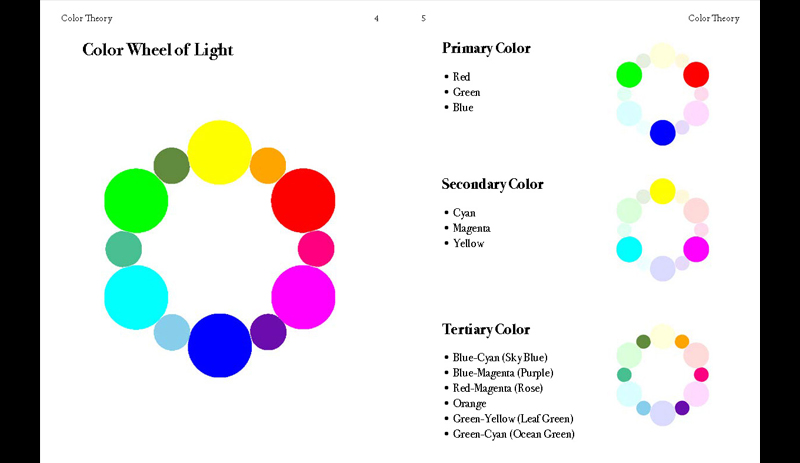 Color Theory
4
Color Wheel of Light
5
Color Theory
Primary Color
• Red
• Green
• Blue
Secondary Color
• Cyan
• Magenta
• Yellow
Tertiary Color
• Blue-Cyan (Sky Blue)
• Blue-Magenta (Purple)
• Red-Magenta (Rose)
• Orange
• Green-Yellow (Leaf Green)
• Green-Cyan (Ocean Green)